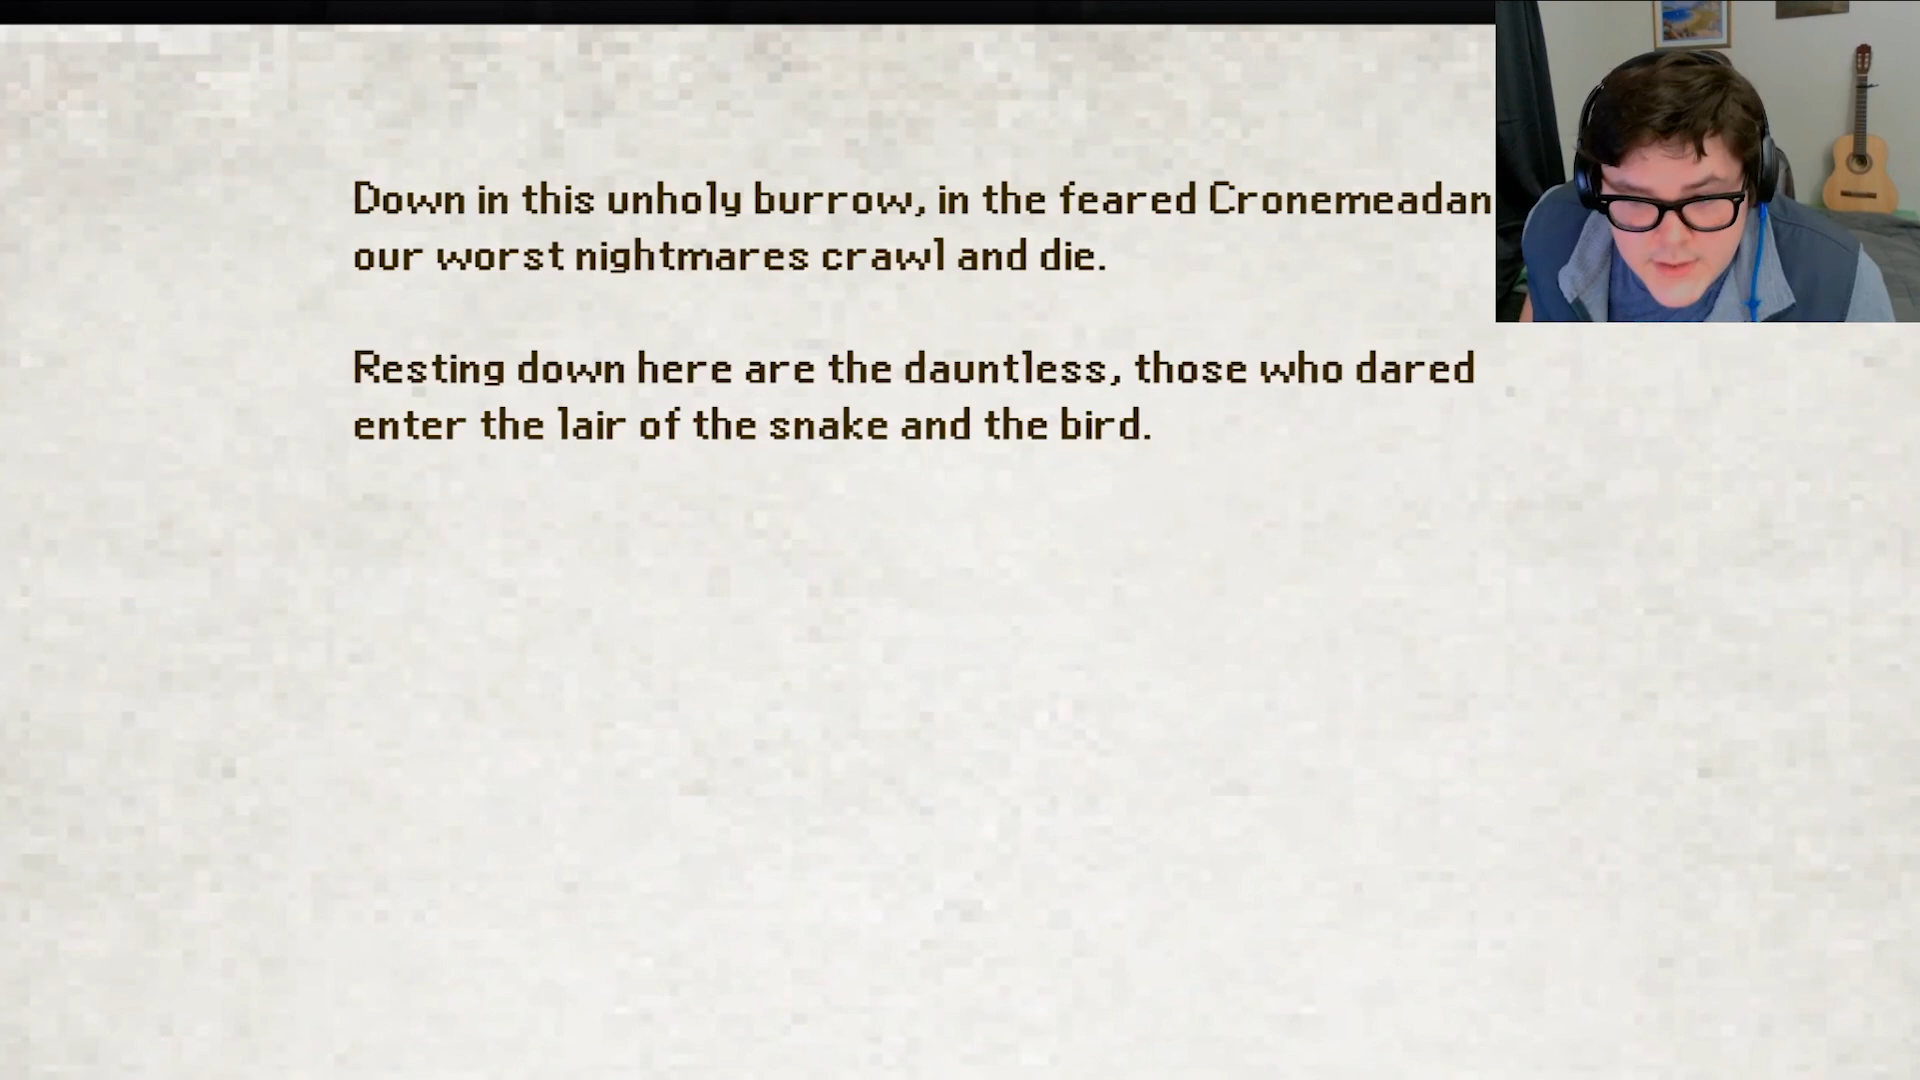 Down in this unholy burrow, in the feared Cronemeadan
our worst nightmares crawl and die.
Resting down here are the dauntless, those who dared
enter the lair of the snake and the bird.